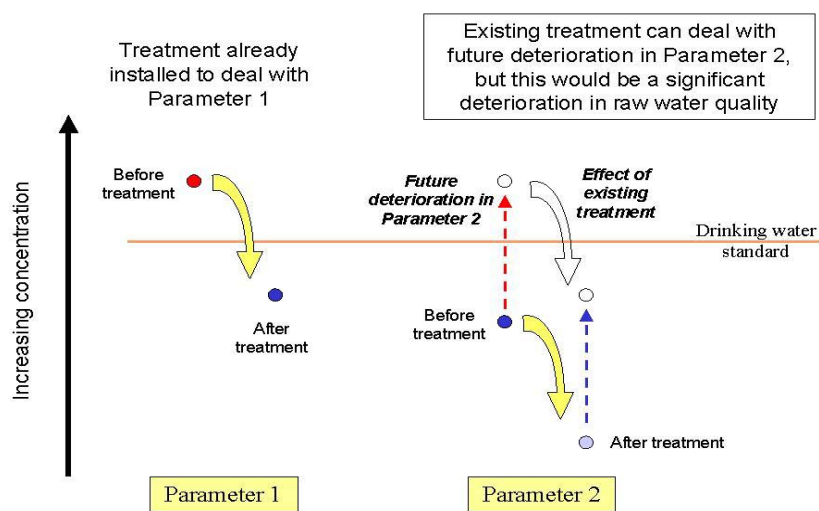 Treatment already
installed to deal with
Parameter 1
Existing treatment can deal with
future deterioration in Parameter 2,
but this would be a significant
deterioration in raw water quality
Increasing concentration
Before
treatment
After
treatment
Future
deterioration in
Parameter 2
Effect of
existing
treatment
Drinking water
standard
Before
treatment
After treatment
Parameter 1
Parameter 2